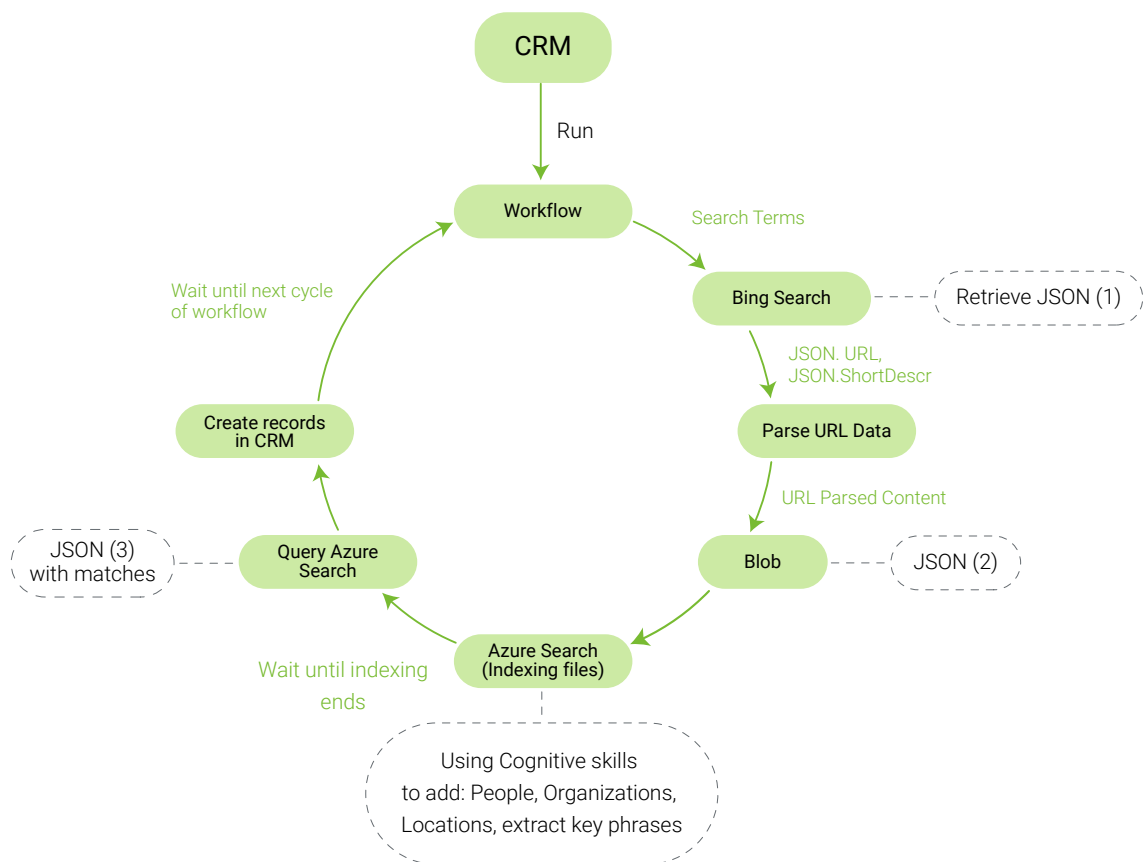 CRM
Run
Workflow
Search Terms
Bing Search
Retrieve JSON (1)
Wait until next cycle
of workflow
JSON. URL,
JSON.ShortDescr
Create records
in CRM
Parse URL Data
URL Parsed Content
JSON (3)
with matches
Query Azure
Search
Blob
JSON (2)
Azure Search
(Indexing files)
Wait until indexing
ends
Using Cognitive skills
to add: People, Organizations,
Locations, extract key phrases